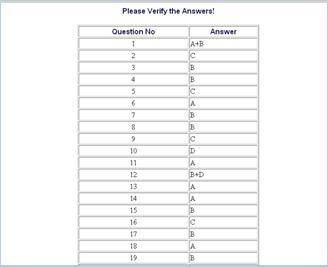 Please Verify the Answers!
Question No Answer
1 A+B
2 C
3 B
4 B
5 C
6 A
7 B
8 B
9 C
10 D
11 A
12 B+D
13 A
14 A
15 B
16 C
17 B
18 A
19 B